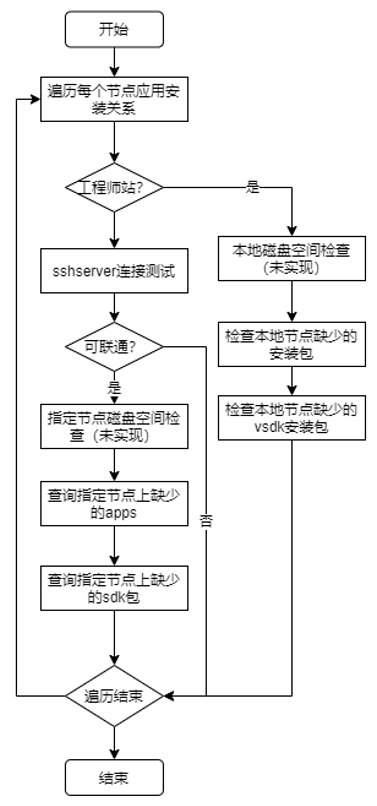 开始
遍历每个节点应用安
装关系
工程师站?
是
sshserver连接测试
本地磁盘空间检查
（未实现）
可联通?
检查本地节点缺少的
安装包
是
指定节点磁盘空间检
查（未实现）
检查本地节点缺少的
vsdk安装包
查询指定节点上缺少
的apps
否
查询指定节点上缺少
的sdk包
遍历结束
结束